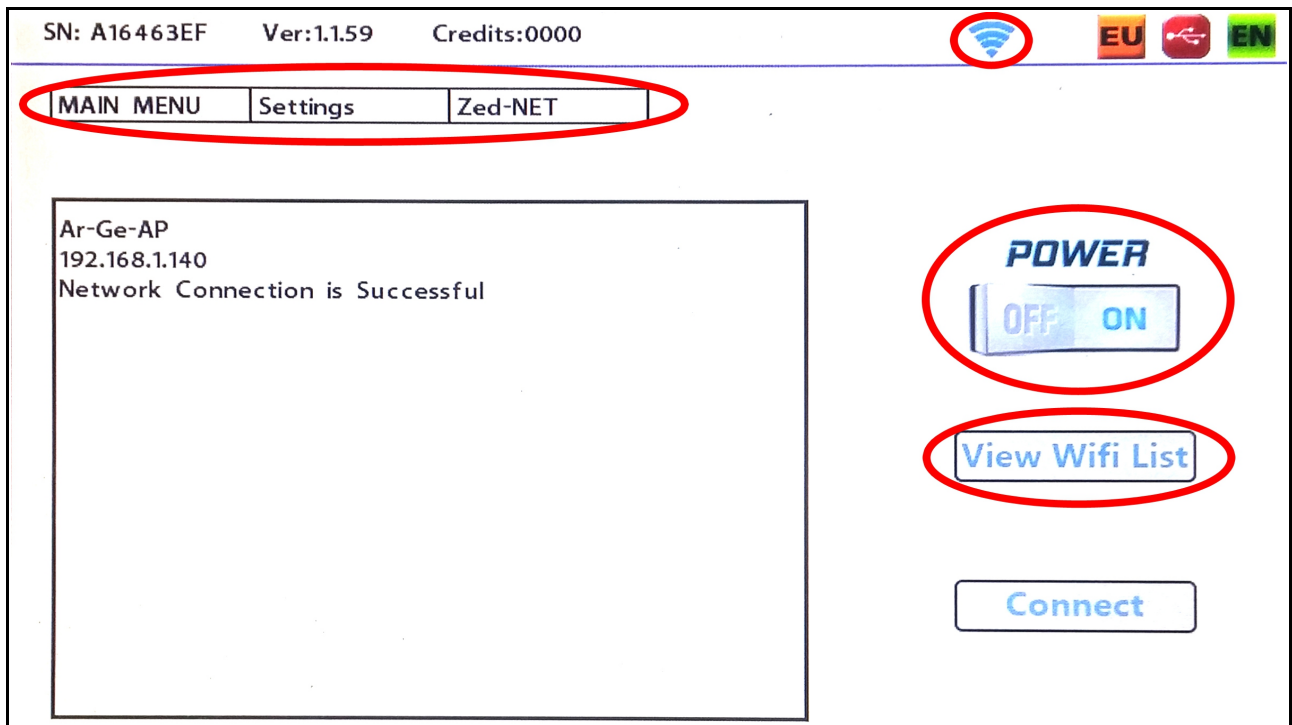 SN: A16463EF Ver:1.1.59 Credits:0000 EU EN
MAIN MENU Settings Zed-NET
Ar-Ge-AP
192.168.1.140
Network Connection is Successful
POWER
OFF ON
View Wifi List
Connect